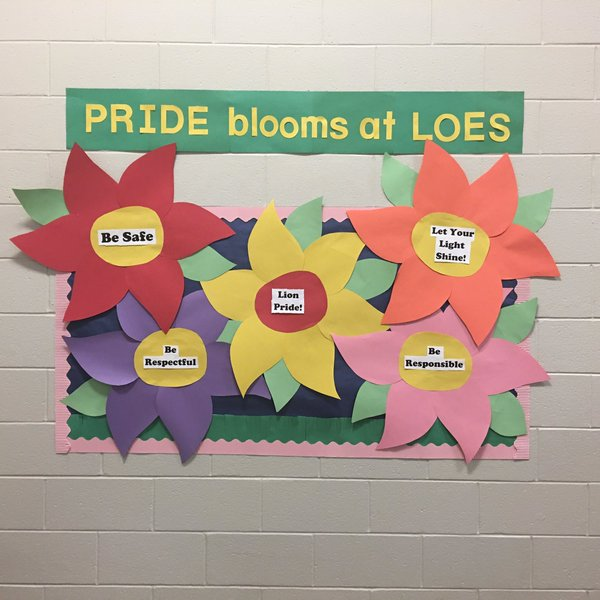 PRIDE blooms at LOES
Be Safe
Let Your
Light
Shine!
Lion
Pride!
Be
Respectful
Be
Responsible